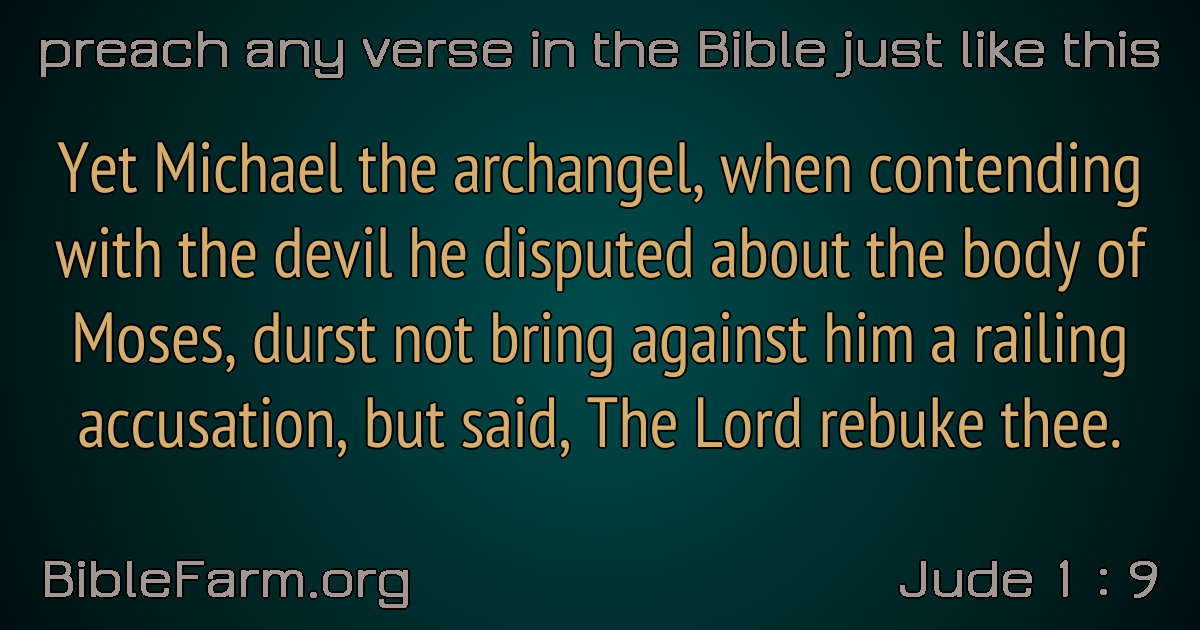 preach any verse in the Bible just like this
Yet Michael the archangel, when contending
with the devil he disputed about the body of
Moses, durst not bring against him a railing
accusation, but said, The Lord rebuke thee.
BibleFarm.org
Jude 1 : 9